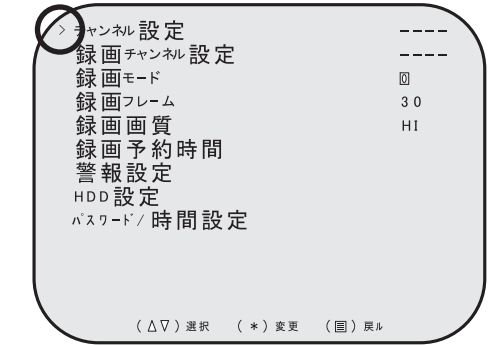 > チャンネル設定 ----
録画チャンネル設定 ----
録画モード 0
録画フレーム 30
録画画質 HI
録画予約時間
警報設定
HDD設定
パスワード/時間設定
(△▽)選択 (*)変更 (目)戻ル